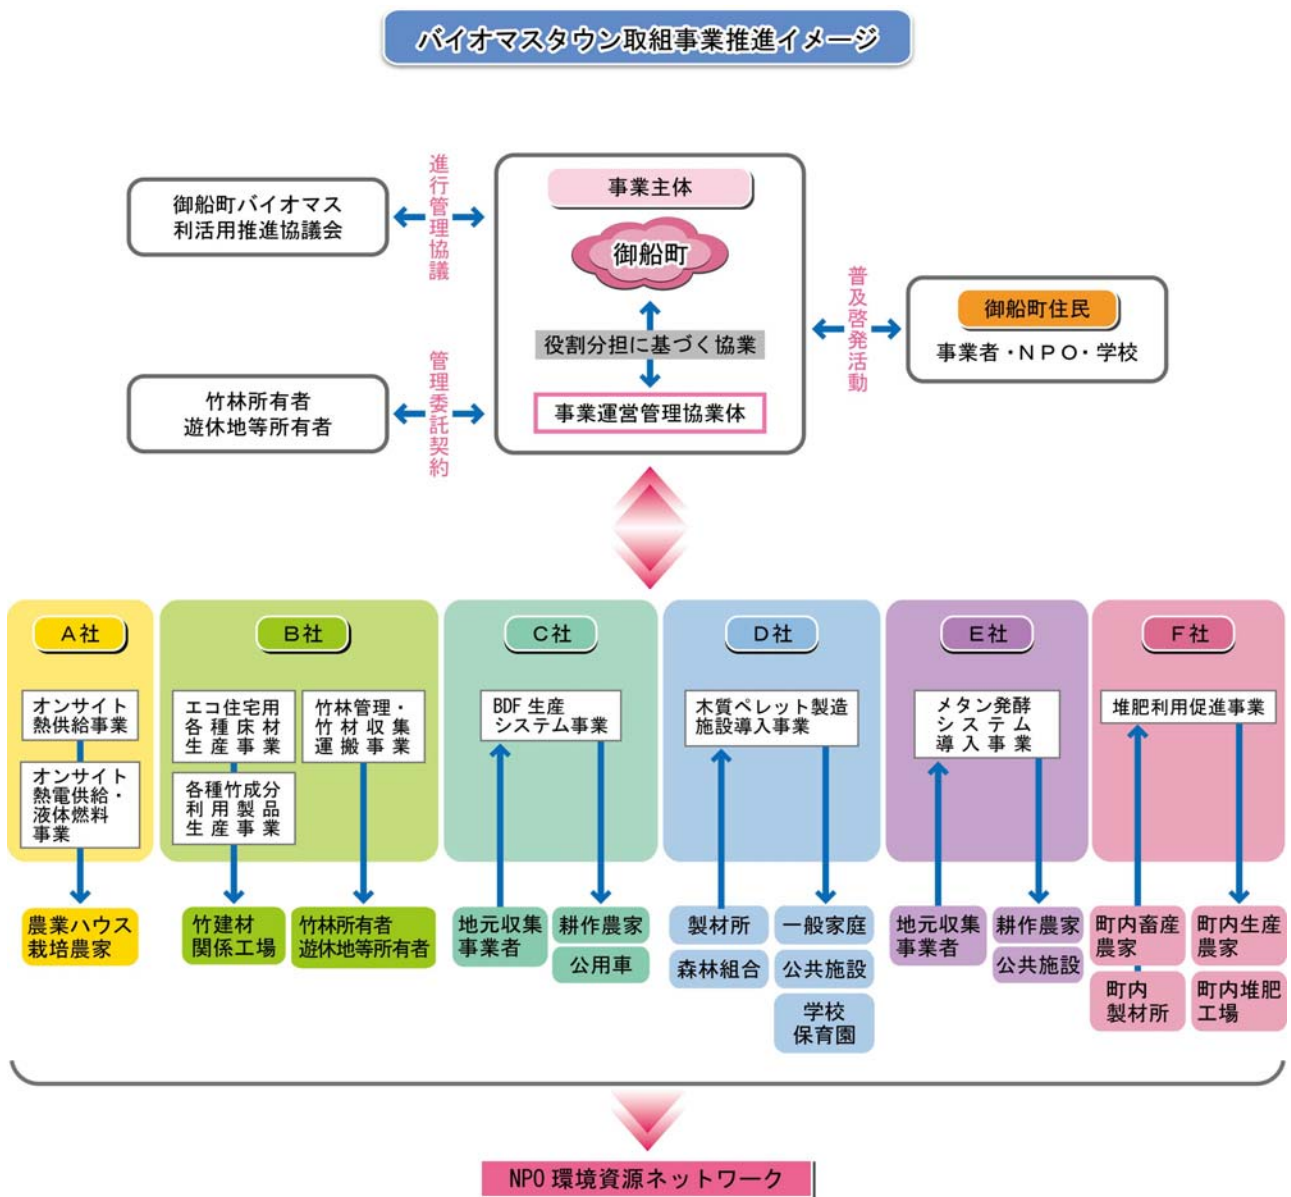 バイオマスタウン取組事業推進イメージ
御船町バイオマス
利活用推進協議会
進行管理協議
竹林所有者
遊休地等所有者
管理委託契約
事業主体
御船町
役割分担に基づく協業
事業運営管理協業体
普及啓発活動
御船町住民
事業者・NPO・学校
A社
オンサイト
熱供給事業
オンサイト
熱電供給・
液体燃料
事業
農業ハウス
栽培農家
B社
エコ住宅用
各種床材
生産事業
各種竹成分
利用製品
生産事業
竹建材
関係工場
竹林管理・
竹材収集
運搬事業
竹林所有者
遊休地等所有者
C社
BDF生産
システム事業
地元収集
事業者
耕作農家
公用車
D社
木質ペレット製造
施設導入事業
製材所
森林組合
一般家庭
公共施設
学校
保育園
E社
メタン発酵
システム
導入事業
地元収集
事業者
耕作農家
公共施設
F社
堆肥利用促進事業
町内畜産
農家
町内
製材所
町内生産
農家
町内堆肥
工場
NPO環境資源ネットワーク